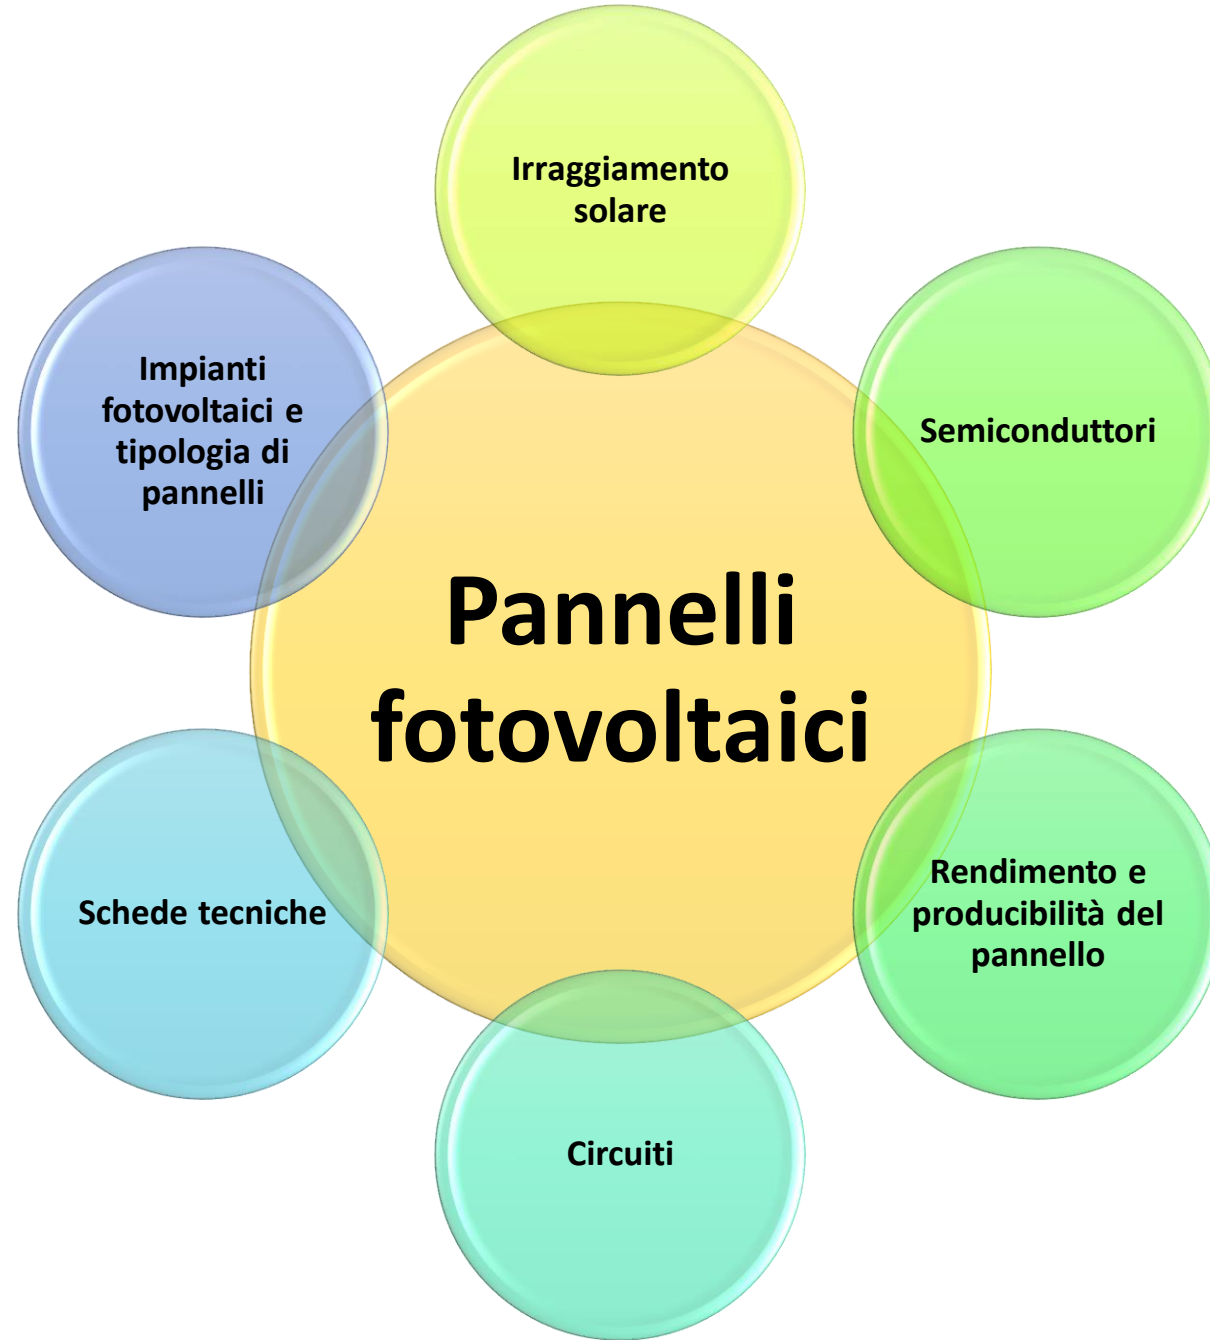 Irraggiamento
solare
Impianti
fotovoltaici e
tipologia di
pannelli
Semiconduttori
Pannelli
fotovoltaici
Schede tecniche
Rendimento e
producibilità del
pannello
Circuiti